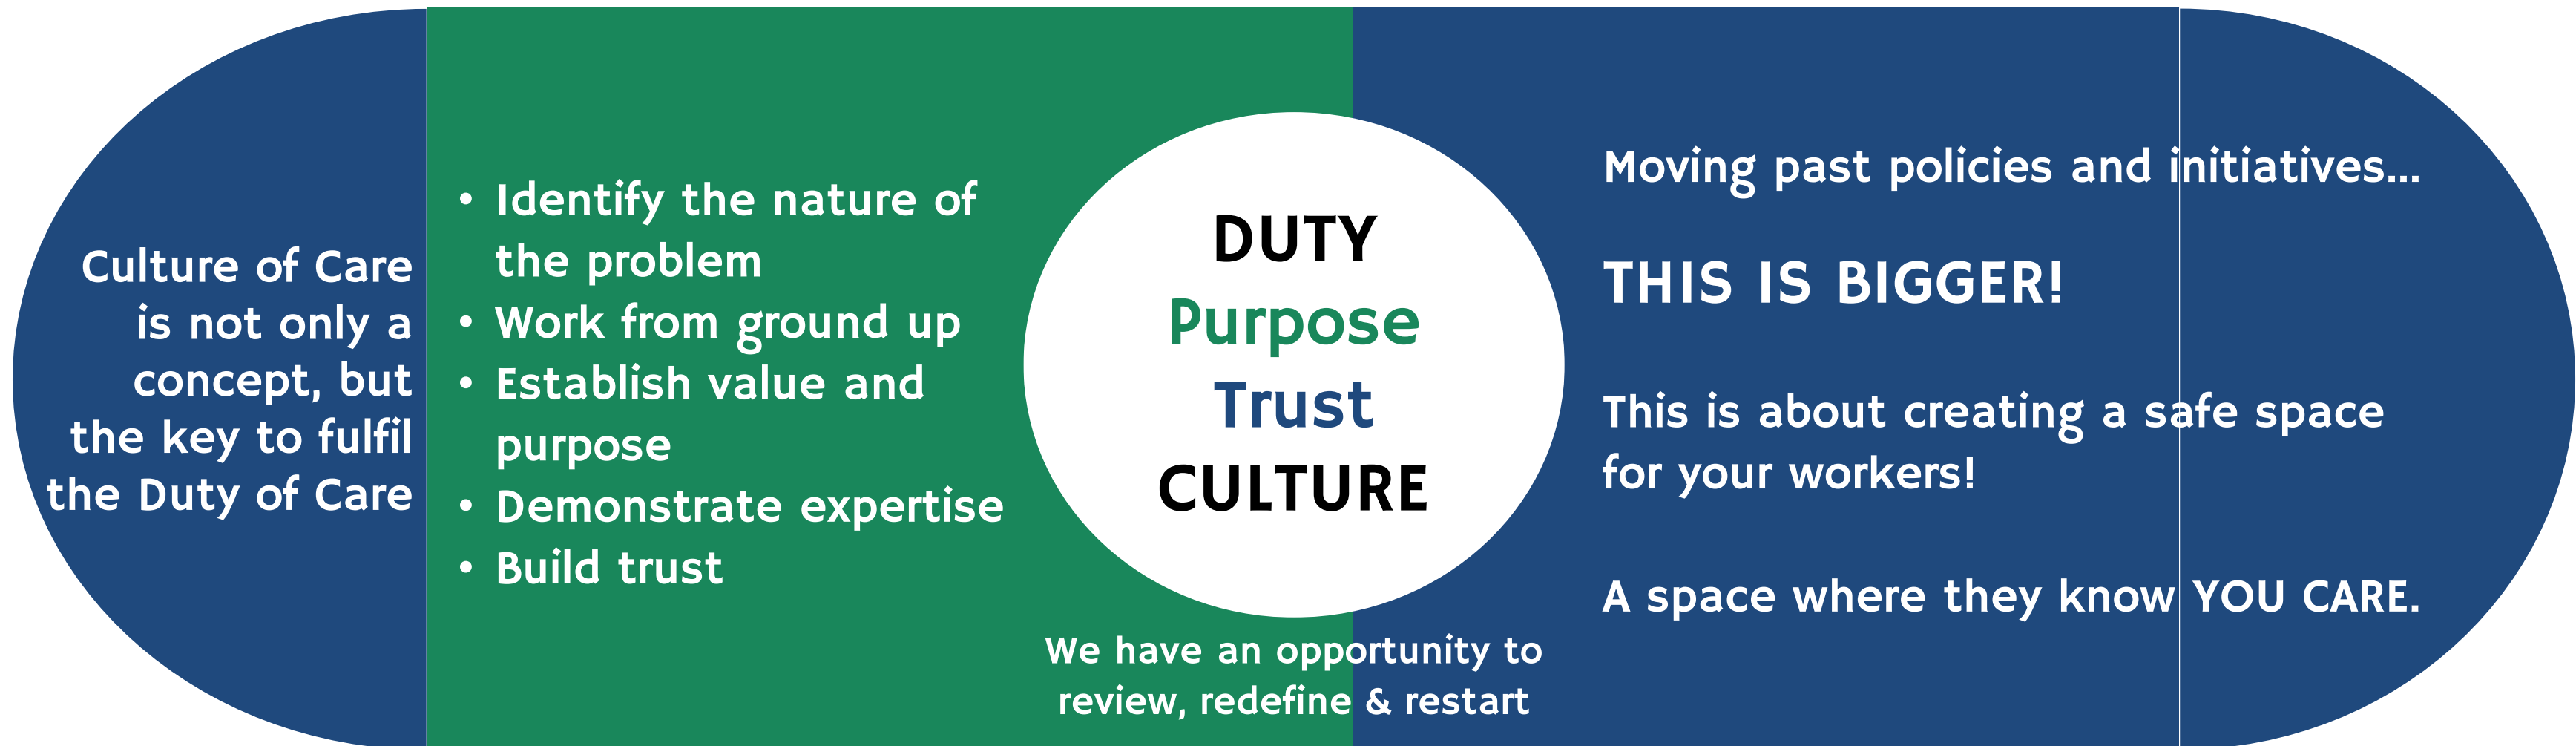 Culture of Care
is not only a
concept, but
the key to fulfil
the Duty of Care
• Identify the nature of
the problem
• Work from ground up
• Establish value and
purpose
• Demonstrate expertise
• Build trust
DUTY
Purpose
Trust
CULTURE
We have an opportunity to
review, redefine & restart
Moving past policies and initiatives...
THIS IS BIGGER!
This is about creating a safe space
for your workers!
A space where they know YOU CARE.